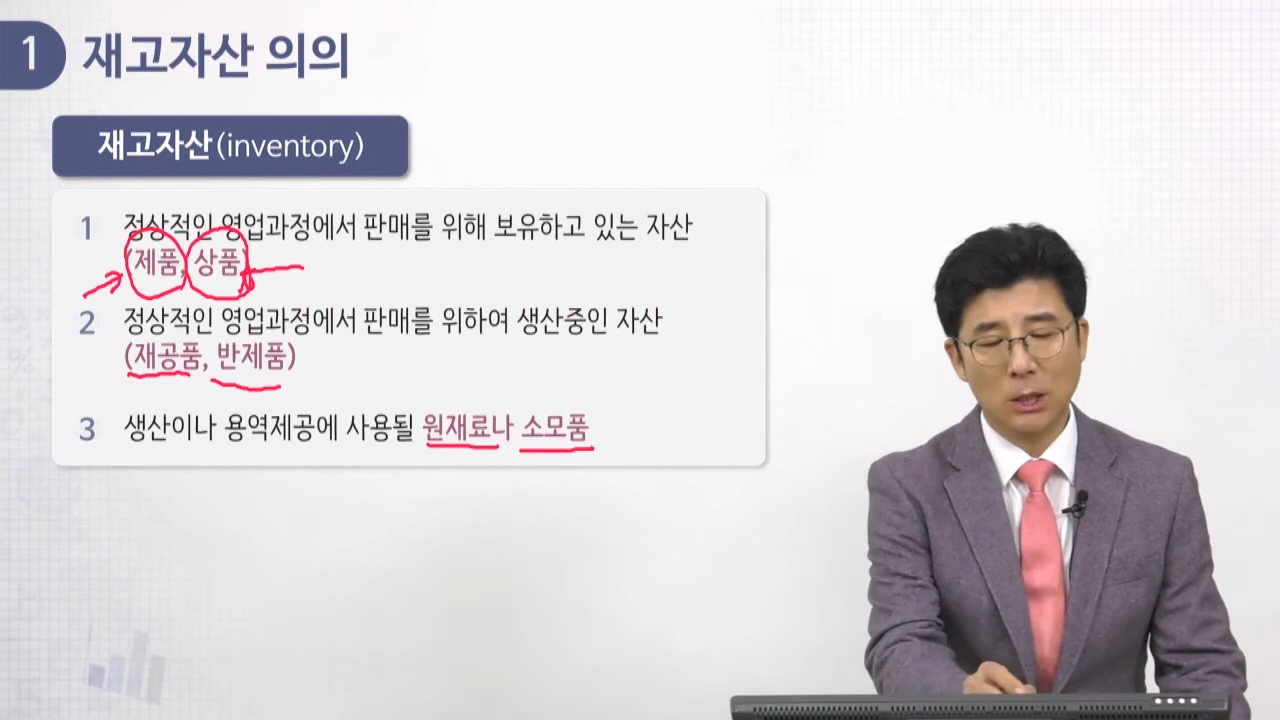 1 재고자산 의의
재고자산(inventory)
1 정상적인 영업과정에서 판매를 위해 보유하고 있는 자산
(제품, 상품)
2 정상적인 영업과정에서 판매를 위하여 생산중인 자산
(재공품, 반제품)
3 생산이나 용역제공에 사용될 원재료나 소모품